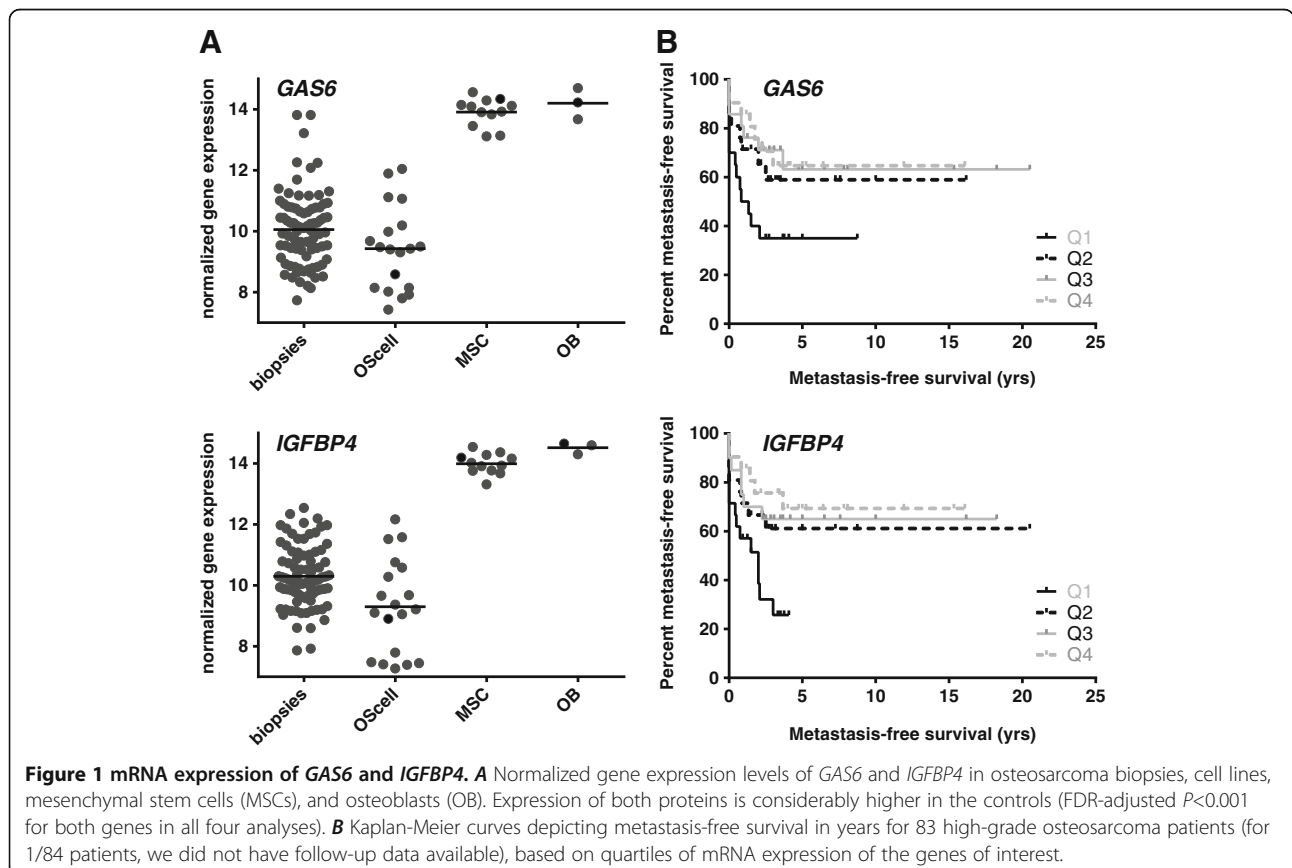 A
B
GAS6
normalized gene expression
14
12
10
8
biopsies
OScell
MSC
OB
GAS6
Percent metastasis-free survival
100
80
60
40
20
0
Q1
Q2
Q3
Q4
0 5 10 15 20 25
Metastasis-free survival (yrs)
IGFBP4
normalized gene expression
14
12
10
8
biopsies
OScell
MSC
OB
IGFBP4
Percent metastasis-free survival
100
80
60
40
20
0
Q1
Q2
Q3
Q4
0 5 10 15 20 25
Metastasis-free survival (yrs)
Figure 1 mRNA expression of GAS6 and IGFBP4. A Normalized gene expression levels of GAS6 and IGFBP4 in osteosarcoma biopsies, cell lines,
mesenchymal stem cells (MSCs), and osteoblasts (OB). Expression of both proteins is considerably higher in the controls (FDR-adjusted P<0.001
for both genes in all four analyses). B Kaplan-Meier curves depicting metastasis-free survival in years for 83 high-grade osteosarcoma patients (for
1/84 patients, we did not have follow-up data available), based on quartiles of mRNA expression of the genes of interest.